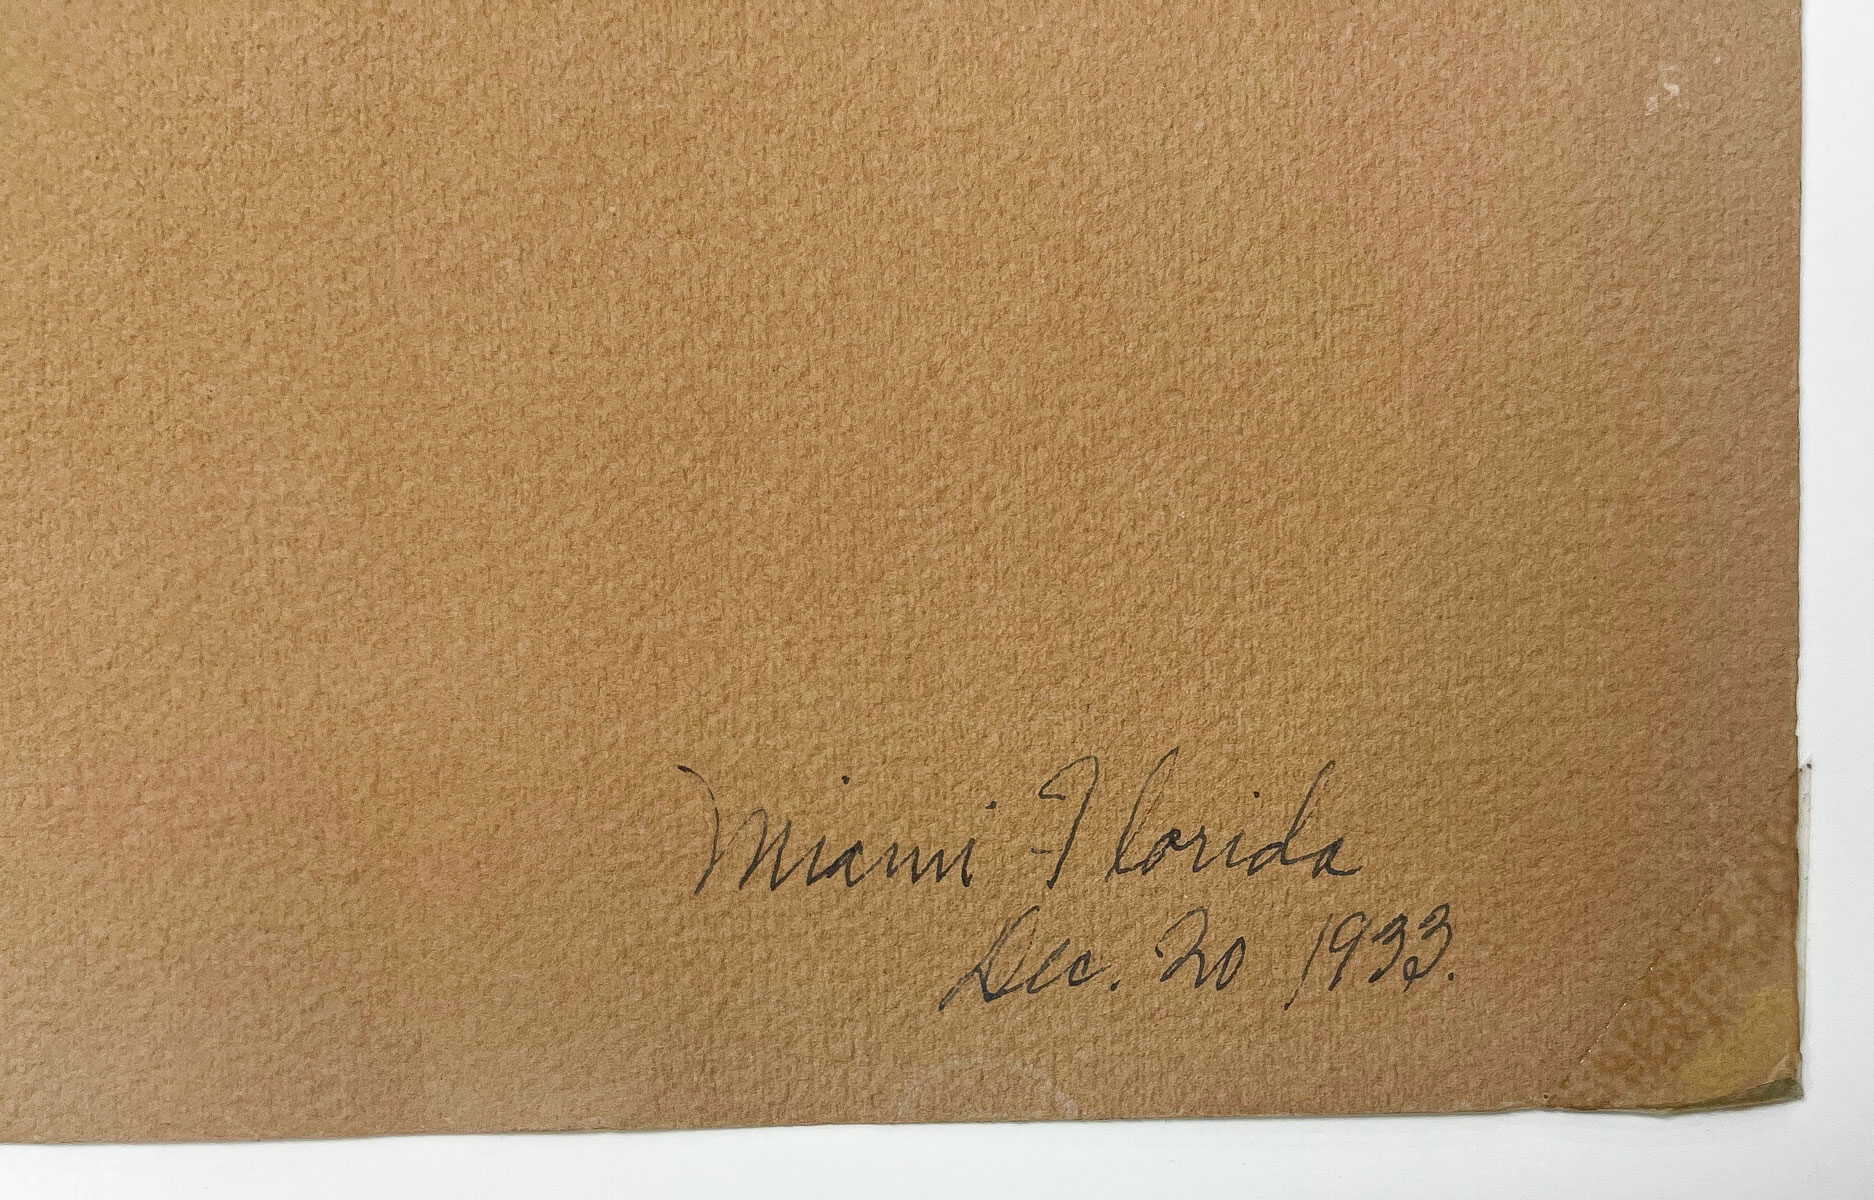 Miami Florida
Dec. 20 1933.